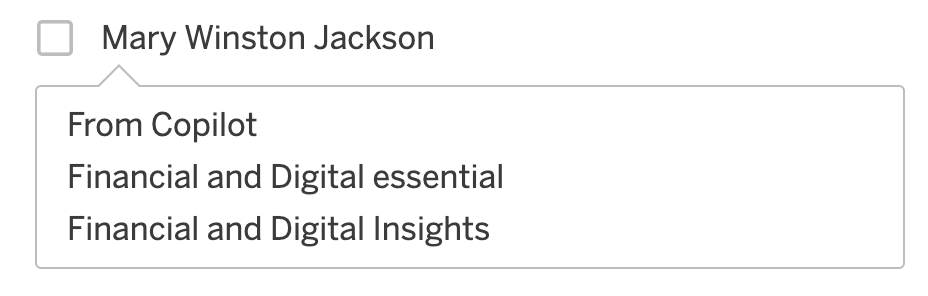 Mary Winston Jackson
From Copilot
Financial and Digital essential
Financial and Digital Insights